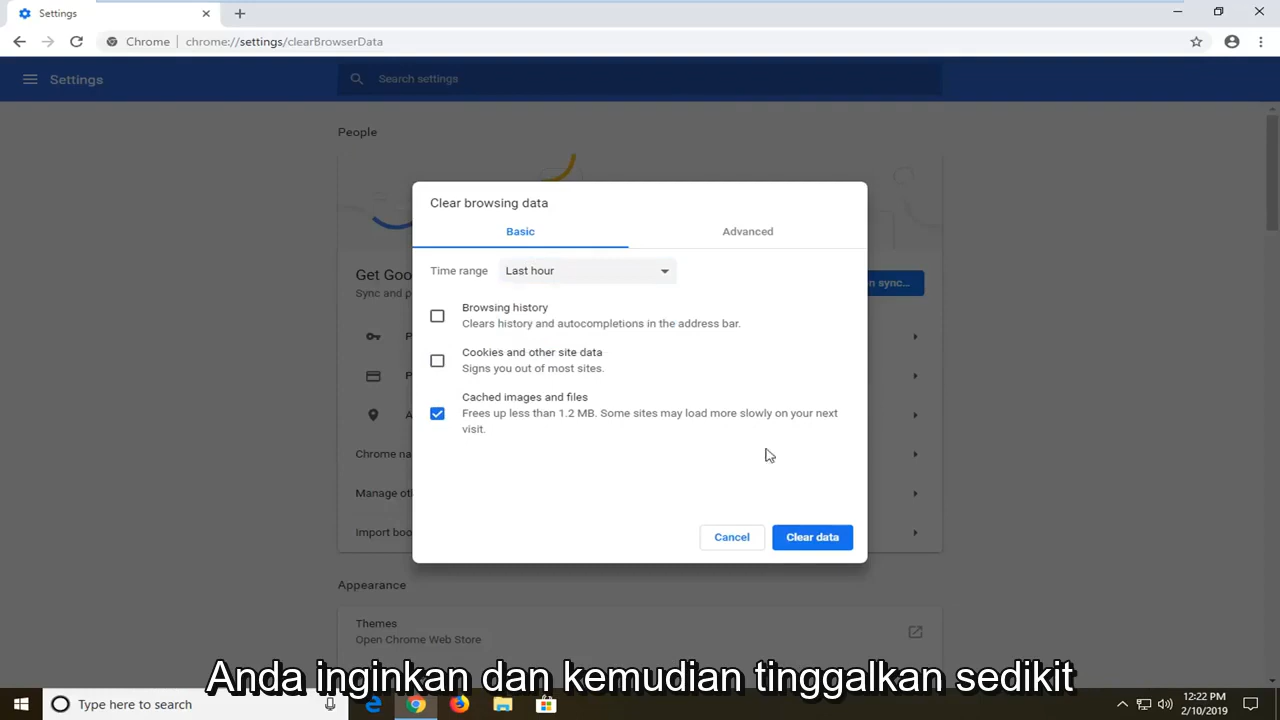 Settings
Chrome
chrome://settings/clearBrowserData
Settings
Search settings
People
Get Goo
Sync and p
n sync...
P
P
A
Chrome na
Manage oth
Import boo
Clear browsing data
Basic
Advanced
Time range
Last hour
Browsing history
Clears history and autocompletions in the address bar.
Cookies and other site data
Signs you out of most sites.
Cached images and files
Frees up less than 1.2 MB. Some sites may load more slowly on your next
visit.
Cancel
Clear data
Appearance
Themes
Open Chrome Web Store
Anda inginkan dan kemudian tinggalkan sedikit
Type here to search
12:22 PM
2/10/2019